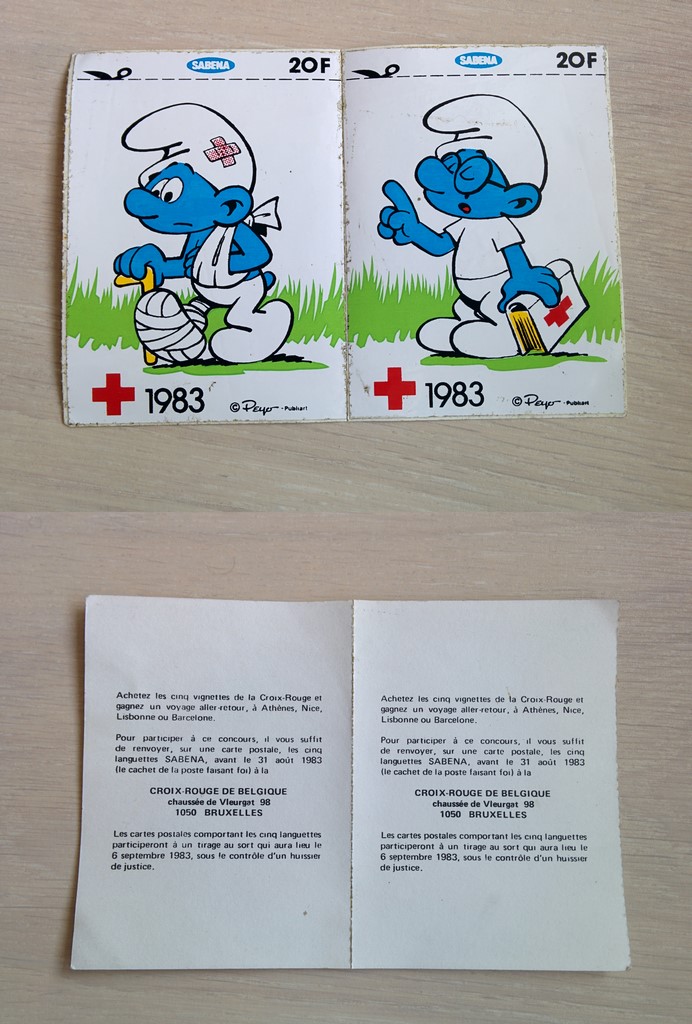 SABENA
20F
SABENA
20F
1983
© Peyo - Publiart
1983
© Peyo - Publiart
Achetez les cinq vignettes de la Croix-Rouge et
gagnez un voyage aller-retour, à Athènes, Nice,
Lisbonne ou Barcelone.
Pour participer à ce concours, il vous suffit
de renvoyer, sur une carte postale, les cinq
languettes SABENA, avant le 31 août 1983
(le cachet de la poste faisant foi) à la
CROIX-ROUGE DE BELGIQUE
chaussée de Vleurgat 98
1050 BRUXELLES
Les cartes postales comportant les cinq languettes
participeront à un tirage au sort qui aura lieu le
6 septembre 1983, sous le contrôle d'un huissier
de justice.
Achetez les cinq vignettes de la Croix-Rouge et
gagnez un voyage aller-retour, à Athènes, Nice,
Lisbonne ou Barcelone.
Pour participer à ce concours, il vous suffit
de renvoyer, sur une carte postale, les cinq
languettes SABENA, avant le 31 août 1983
(le cachet de la poste faisant foi) à la
CROIX-ROUGE DE BELGIQUE
chaussée de Vleurgat 98
1050 BRUXELLES
Les cartes postales comportant les cinq languettes
participeront à un tirage au sort qui aura lieu le
6 septembre 1983, sous le contrôle d'un huissier
de justice.